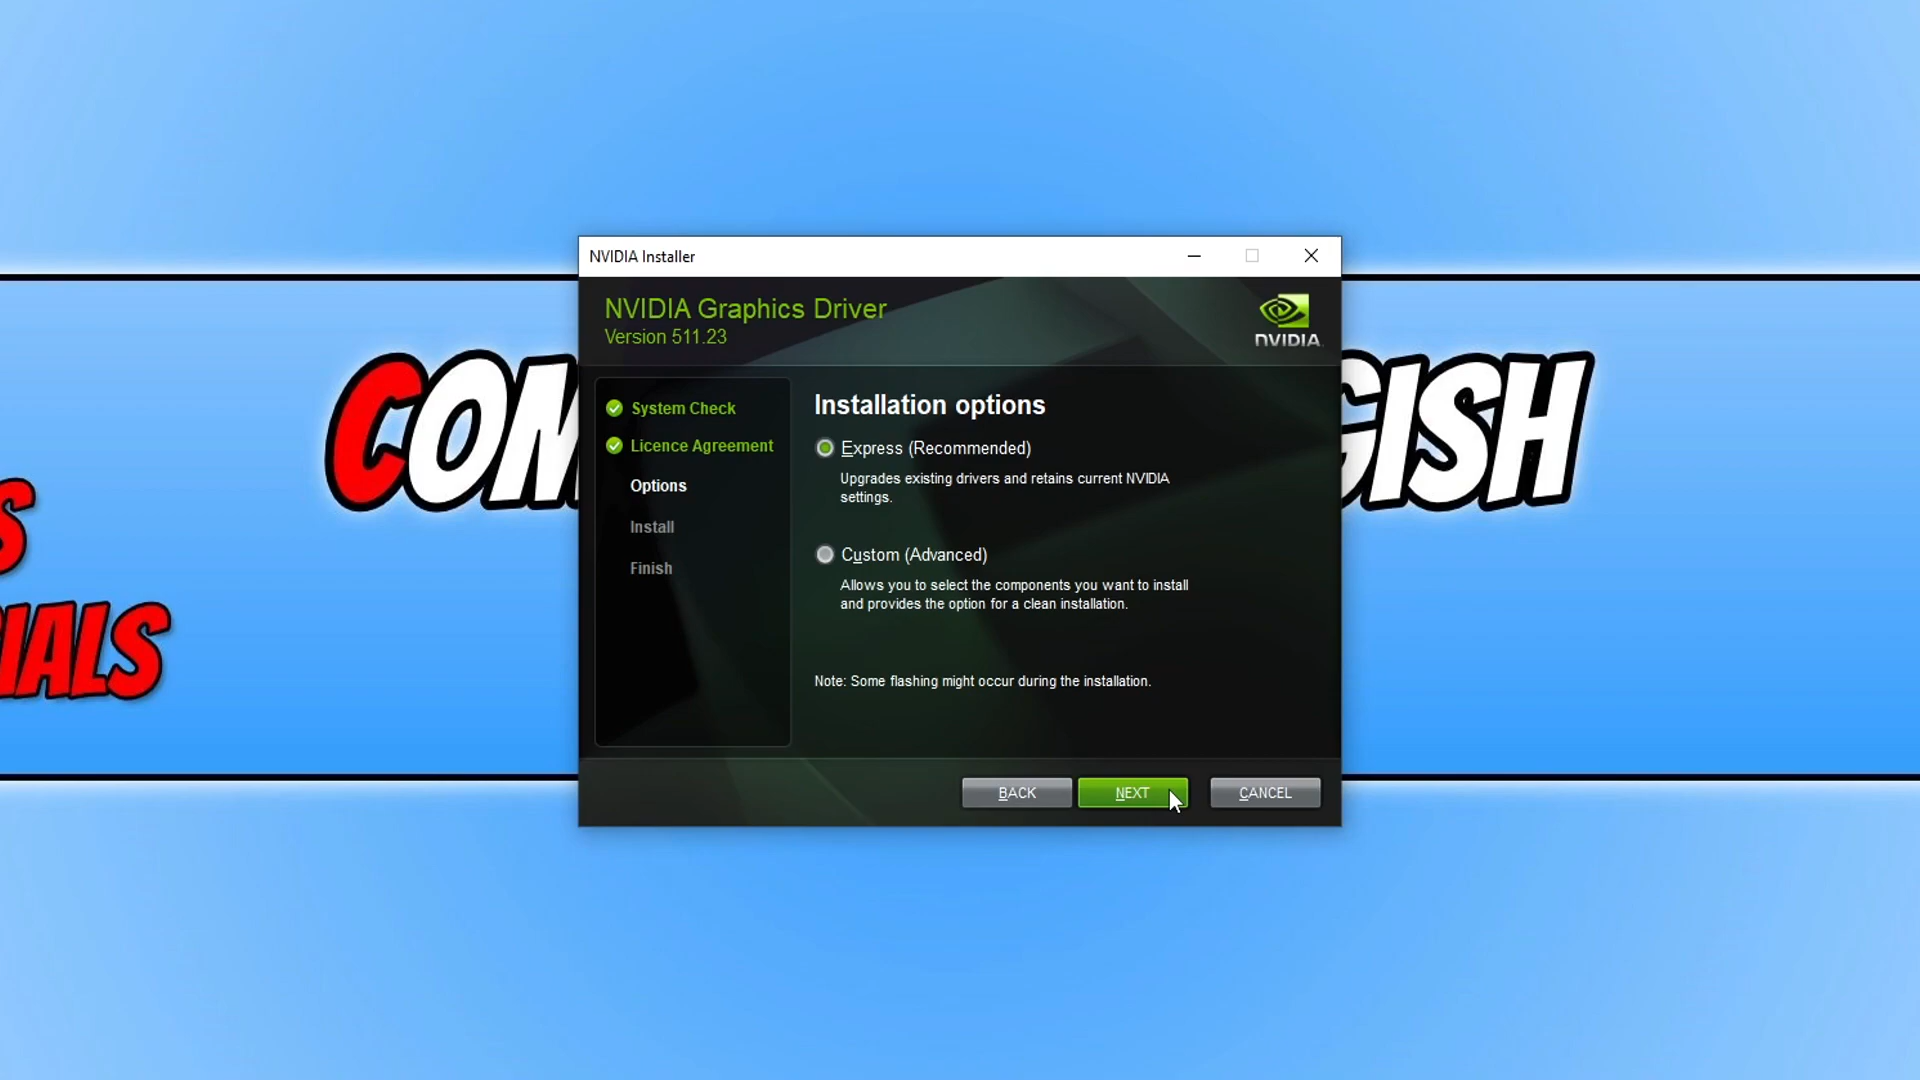 NVIDIA Installer
NVIDIA Graphics Driver
Version 511.23
NVIDIA
COM
GISH
S
IALS
System Check
Licence Agreement
Options
Install
Finish
Installation options
Express (Recommended)
Upgrades existing drivers and retains current NVIDIA
settings.
Custom (Advanced)
Allows you to select the components you want to install
and provides the option for a clean installation.
Note: Some flashing might occur during the installation.
BACK
NEXT
CANCEL